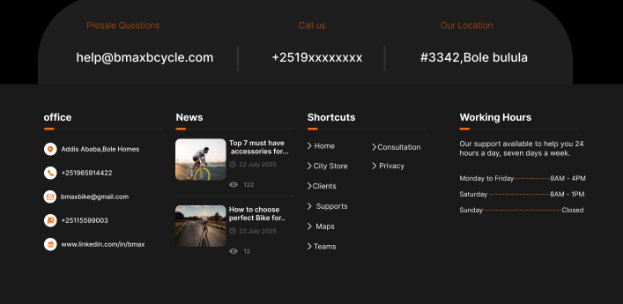 Presale Questions
Call us
Our Location
help@bmaxbcycle.com
+2519xxxxxxxx
#3342,Bole bulula
office
Addis Ababa,Bole Homes
+251965914422
bmaxbike@gmail.com
+25115599003
www.linkedin.com/in/bmax
News
Top 7 must have
accessories for...
22 July 2025
122
How to choose
perfect Bike for..
22 July 2025
12
Shortcuts
Home
City Store
Clients
Supports
Maps
Teams
Consultation
Privacy
Working Hours
Our support available to help you 24
hours a day, seven days a week.
Monday to Friday--------------8AM - 4PM
Saturday ------------------------8AM - 1PM
Sunday------------------------------Closed